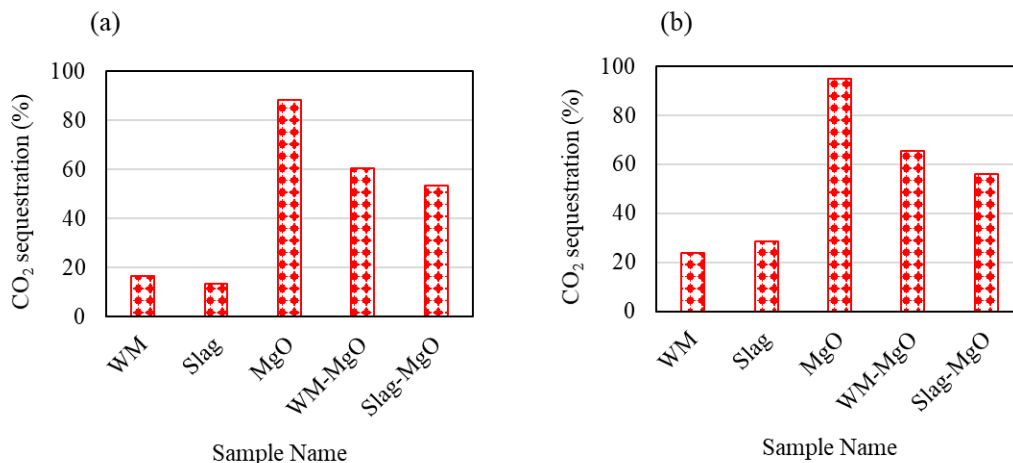 (a)
CO₂ sequestration (%)
100
80
60
40
20
0
WM
Slag
MgO
WM-MgO
Slag-MgO
Sample Name
(b)
CO₂ sequestration (%)
100
80
60
40
20
0
WM
Slag
MgO
WM-MgO
Slag-MgO
Sample Name